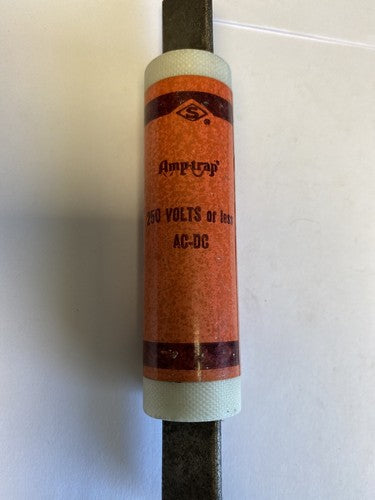 S
®
Amp-trap®
250 VOLTS or less
AC-DC